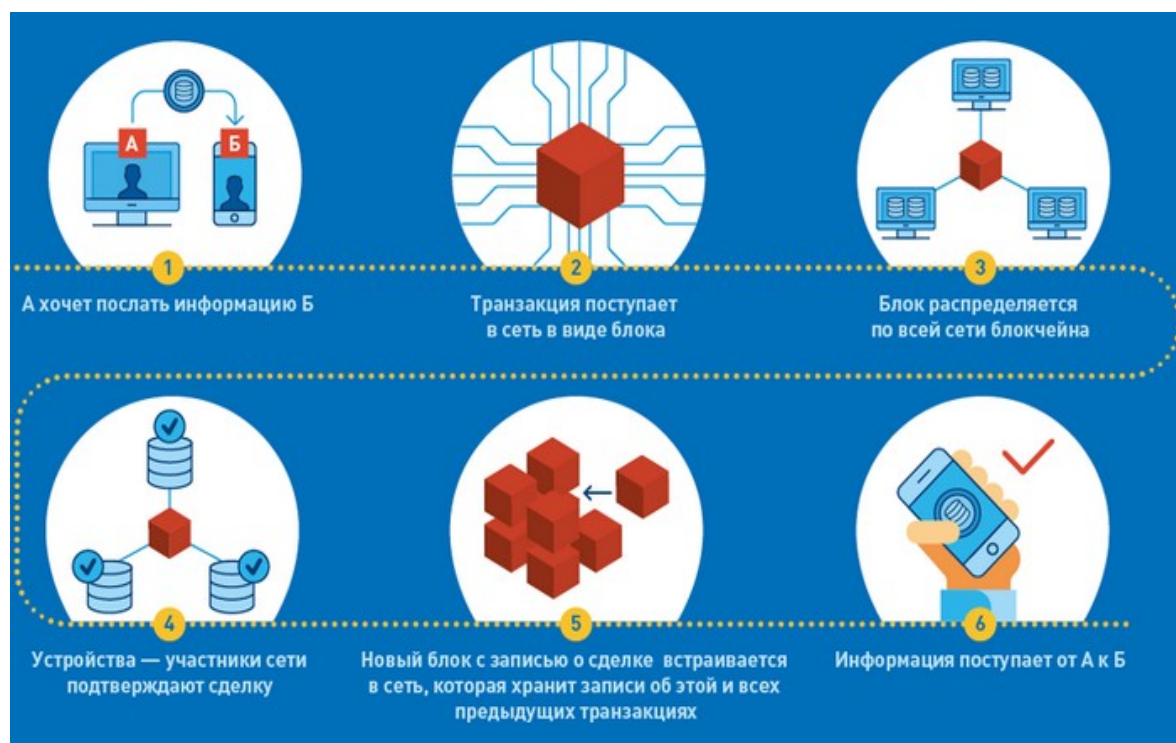 А
Б
1
А хочет послать информацию Б
2
Транзакция поступает
в сеть в виде блока
3
Блок распределяется
по всей сети блокчейна
4
Устройства — участники сети
подтверждают сделку
5
Новый блок с записью о сделке встраивается
в сеть, которая хранит записи об этой и всех
предыдущих транзакциях
6
Информация поступает от А к Б